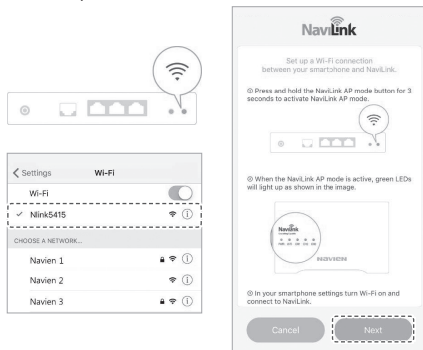 Settings
Wi-Fi
Wi-Fi
Nlink5415
CHOOSE A NETWORK...
Navien 1
Navien 2
Navien 3
NaviLink
Set up a Wi-Fi connection
between your smartphone and NaviLink.
① Press and hold the NaviLink AP mode button for 3
seconds to activate NaviLink AP mode.
② When the NaviLink AP mode is active, green LEDs
will light up as shown in the image.
NaviLink
NAVIEN
③ In your smartphone settings turn Wi-Fi on and
connect to NaviLink.
Cancel
Next